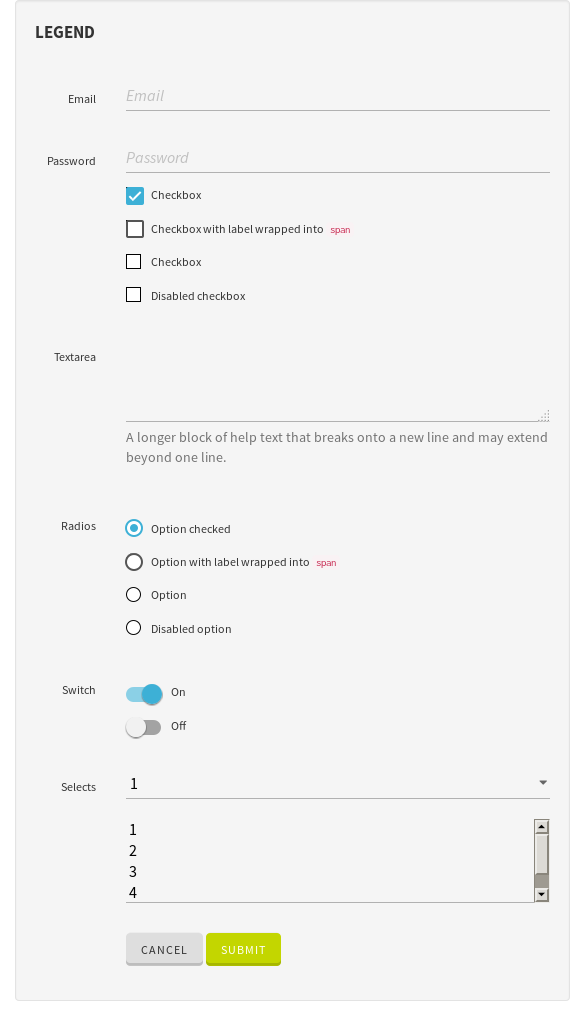 LEGEND
Email Email
Password Password
Checkbox
Checkbox with label wrapped into span
Checkbox
Disabled checkbox
Textarea
A longer block of help text that breaks onto a new line and may extend
beyond one line.
Radios Option checked
Option with label wrapped into span
Option
Disabled option
Switch On
Off
Selects 1
1
2
3
4
CANCEL SUBMIT